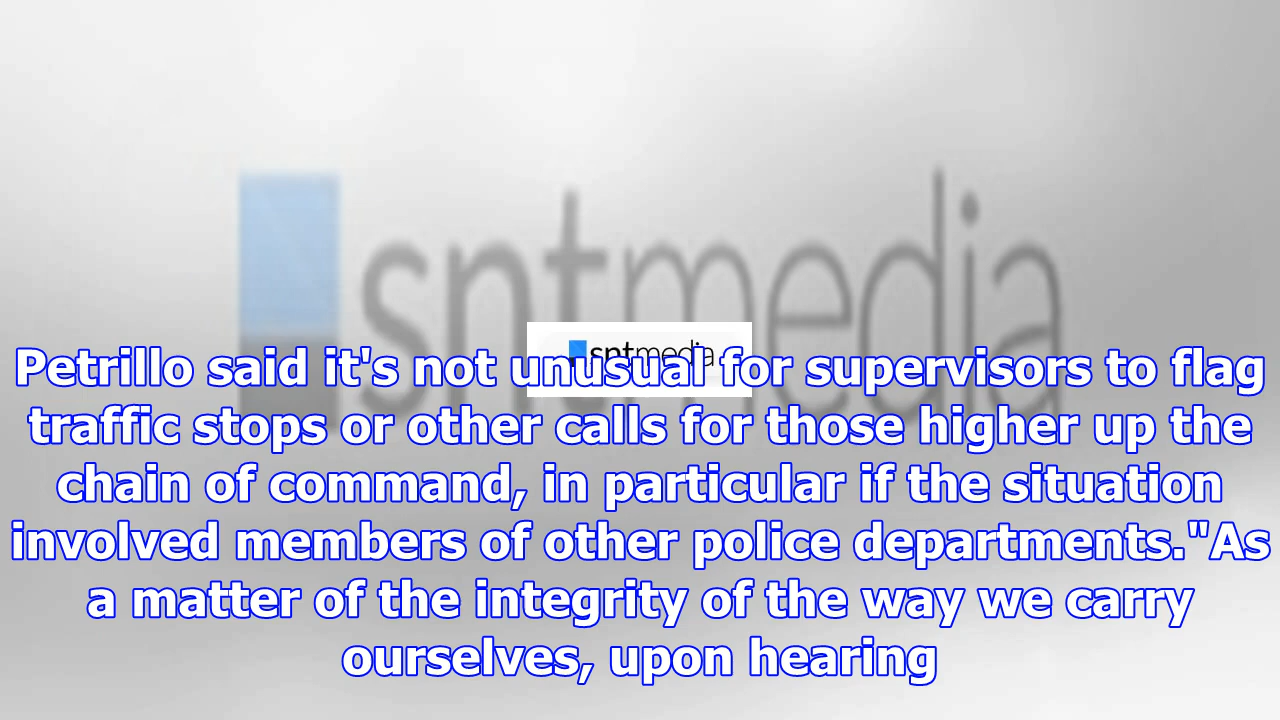 sntmedia
sntmedia
Petrillo said it's not unusual for supervisors to flag
traffic stops or other calls for those higher up the
chain of command, in particular if the situation
involved members of other police departments."As
a matter of the integrity of the way we carry
ourselves, upon hearing